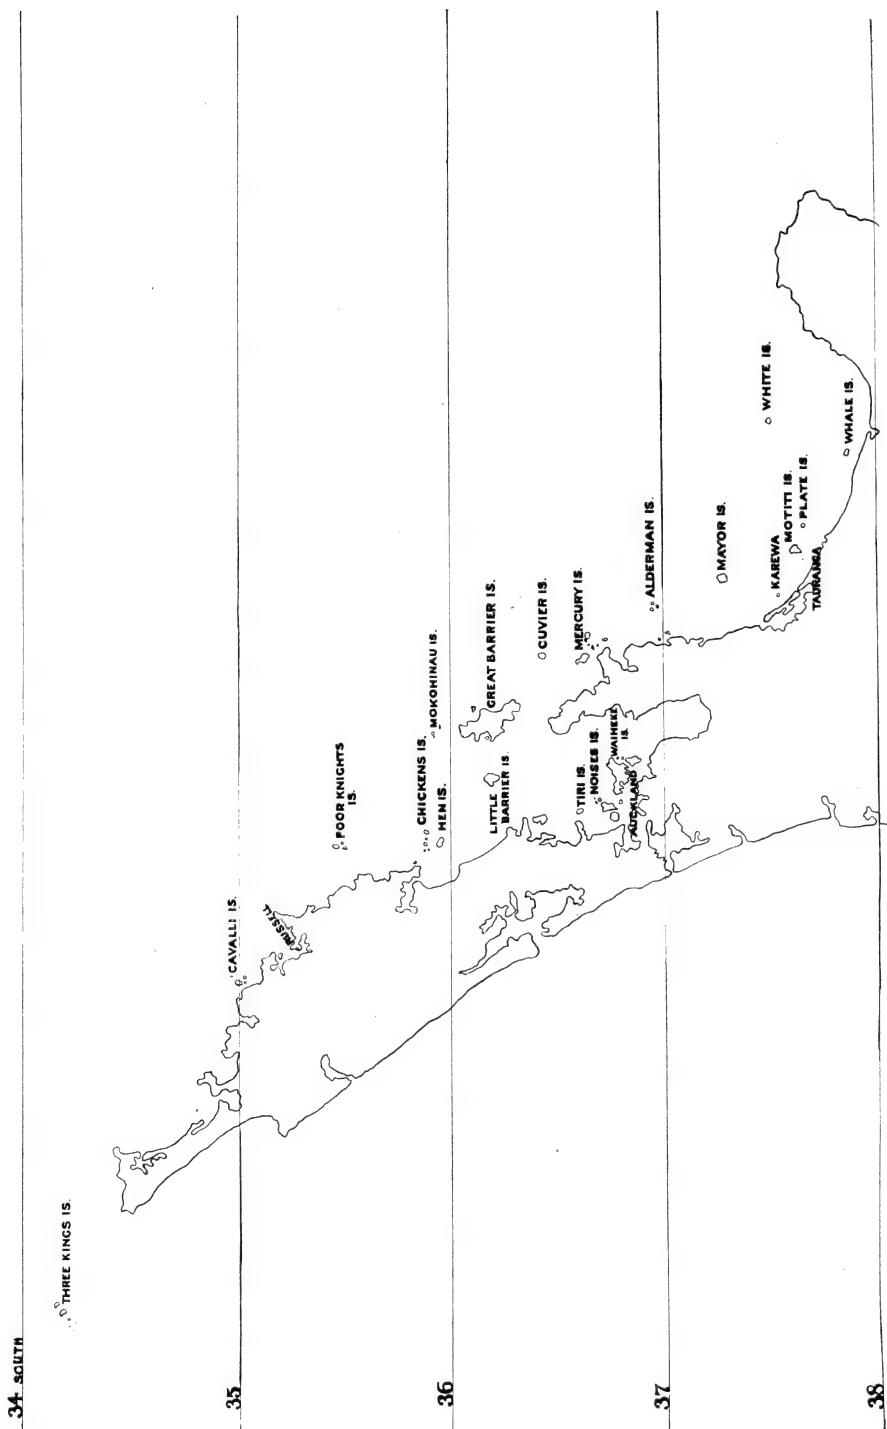 34 SOUTH
THREE KINGS IS.
35
CAVALLI IS.
RUSSELL
POOR KNIGHTS
IS.
36
CHICKENS IS.
HEN IS.
MOKOHINAU IS.
LITTLE
BARRIER IS.
GREAT BARRIER IS.
CUVIER IS.
MERCURY IS.
TIRI IS.
NOISES IS.
WAIHEKE
IS.
AUCKLAND
37
ALDERMAN IS.
MAYOR IS.
KAREWA
MOTITI IS.
PLATE IS.
TAURANGA
WHITE IS.
WHALE IS.
38